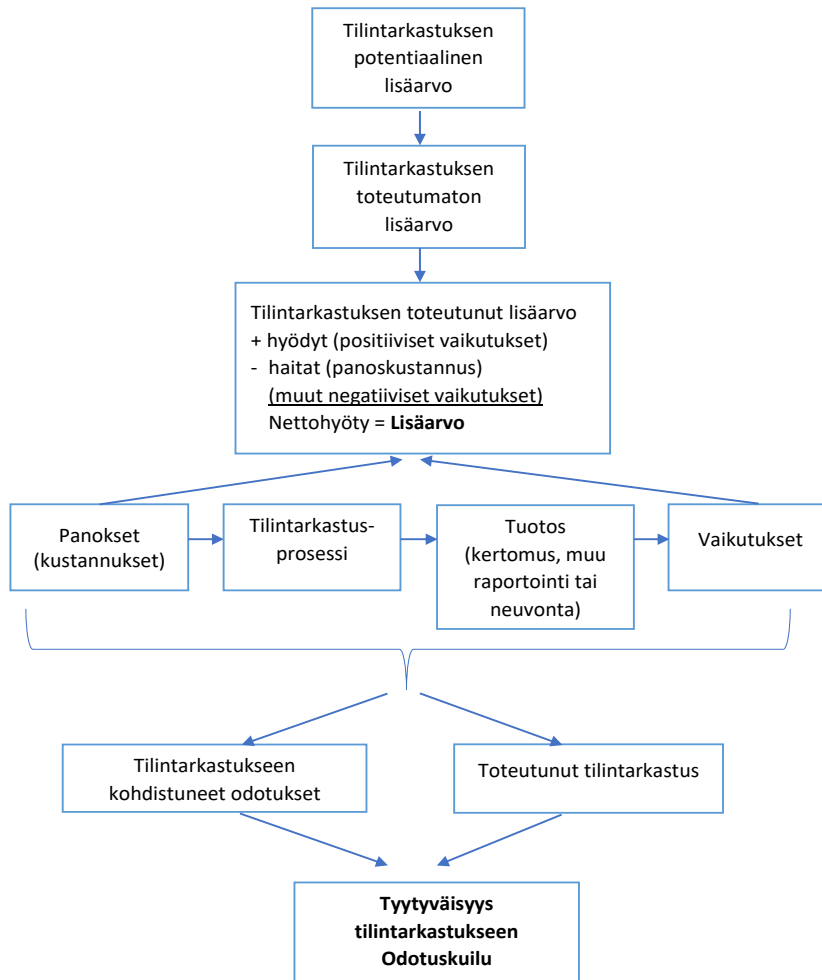 Tilintarkastuksen
potentiaalinen
lisäarvo
Tilintarkastuksen
toteutumaton
lisäarvo
Tilintarkastuksen toteutunut lisäarvo
+ hyödyt (positiiviset vaikutukset)
- haitat (panoskustannus)
(muut negatiiviset vaikutukset)
Nettohyöty = Lisäarvo
Panokset
(kustannukset)
Tilintarkastus-
prosessi
Tuotos
(kertomus, muu
raportointi tai
neuvonta)
Vaikutukset
Tilintarkastukseen
kohdistuneet odotukset
Toteutunut tilintarkastus
Tyytyväisyys
tilintarkastukseen
Odotuskuilu